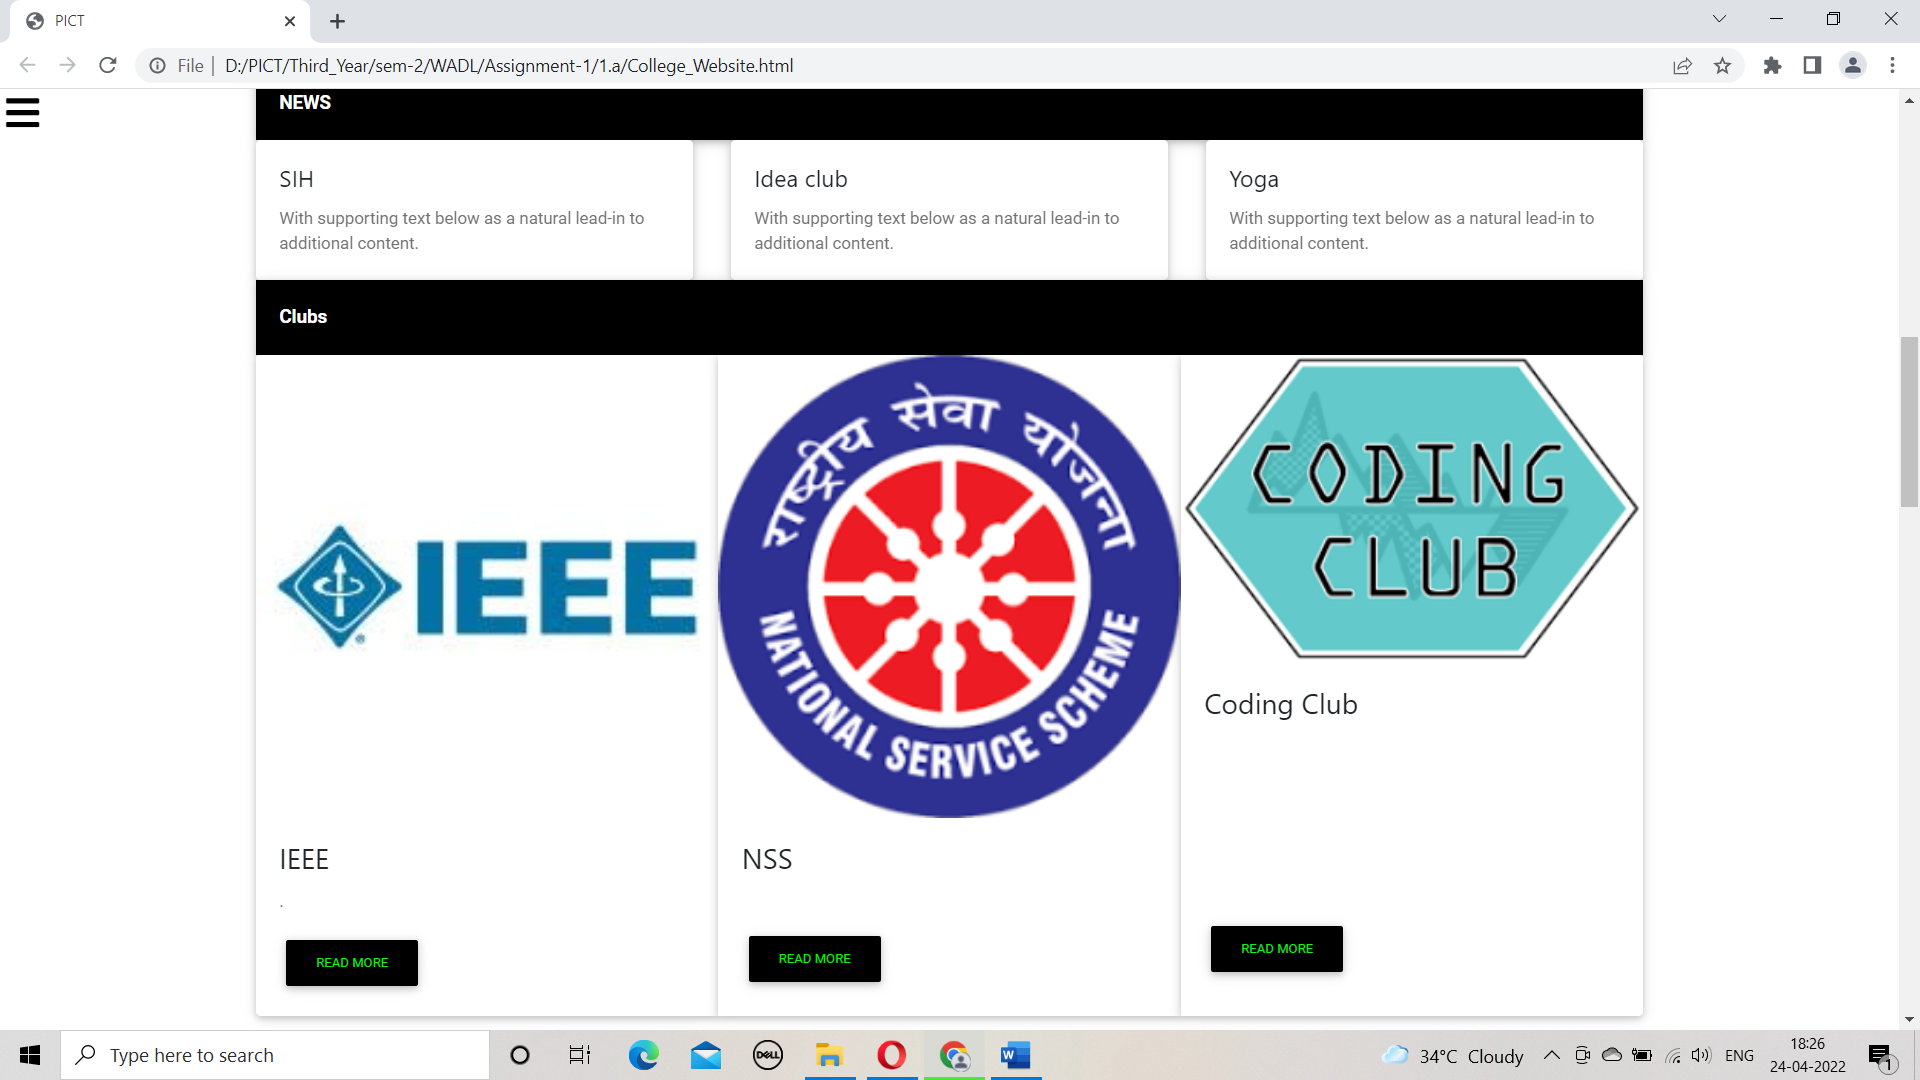 PICT
File
D:/PICT/Third_Year/sem-2/WADL/Assignment-1/1.a/College_Website.html
NEWS
SIH
With supporting text below as a natural lead-in to
additional content.
Idea club
With supporting text below as a natural lead-in to
additional content.
Yoga
With supporting text below as a natural lead-in to
additional content.
Clubs
IEEE
राष्ट्रीय सेवा योजना
NATIONAL SERVICE SCHEME
CODING
CLUB
IEEE
.
READ MORE
NSS
READ MORE
Coding Club
READ MORE
Type here to search
DELL
W
34°C Cloudy
ENG
18:26
24-04-2022
1